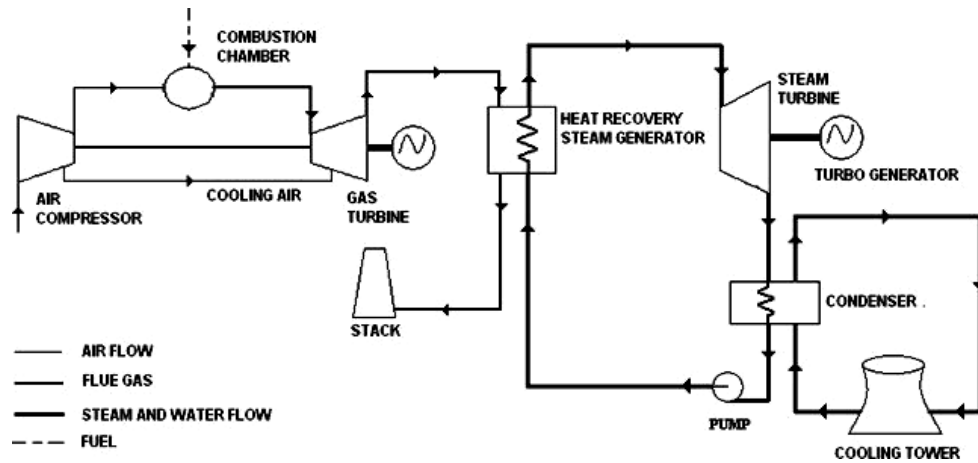 COMBUSTION
CHAMBER
STEAM
TURBINE
HEAT RECOVERY
STEAM GENERATOR
TURBO GENERATOR
AIR
COMPRESSOR
COOLING AIR
GAS
TURBINE
CONDENSER .
STACK
AIR FLOW
FLUE GAS
STEAM AND WATER FLOW
FUEL
PUMP
COOLING TOWER